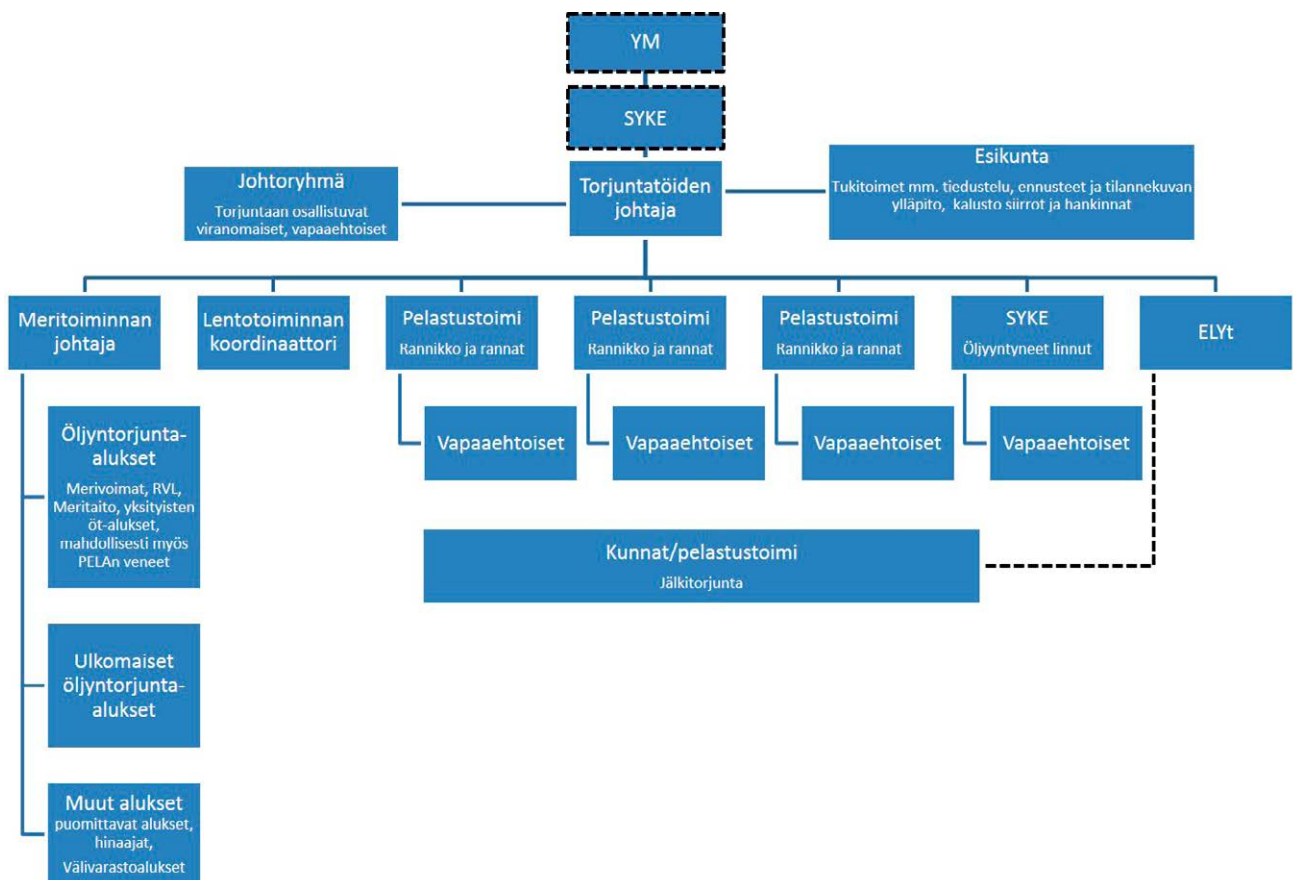 YM
SYKE
Johtoryhmä
Torjuntaan osallistuvat
viranomaiset, vapaaehtoiset
Torjuntatöiden
johtaja
Esikunta
Tukitoimet mm. tiedustelu, ennusteet ja tilannekuvan
ylläpito, kalusto siirrot ja hankinnat
Meritoiminnan
johtaja
Lentotoiminnan
koordinaattori
Pelastustoimi
Rannikko ja rannat
Pelastustoimi
Rannikko ja rannat
Pelastustoimi
Rannikko ja rannat
SYKE
Öljyyntyneet linnut
ELYt
Öljyntorjunta-
alukset
Merivoimat, RVL,
Meritaito, yksityisten
öt-alukset,
mahdollisesti myös
PELAn veneet
Vapaaehtoiset
Vapaaehtoiset
Vapaaehtoiset
Vapaaehtoiset
Kunnat/pelastustoimi
Jälkitorjunta
Ulkomaiset
öljyntorjunta-
alukset
Muut alukset
puomittavat alukset,
hinaajat,
Välivarastoalukset